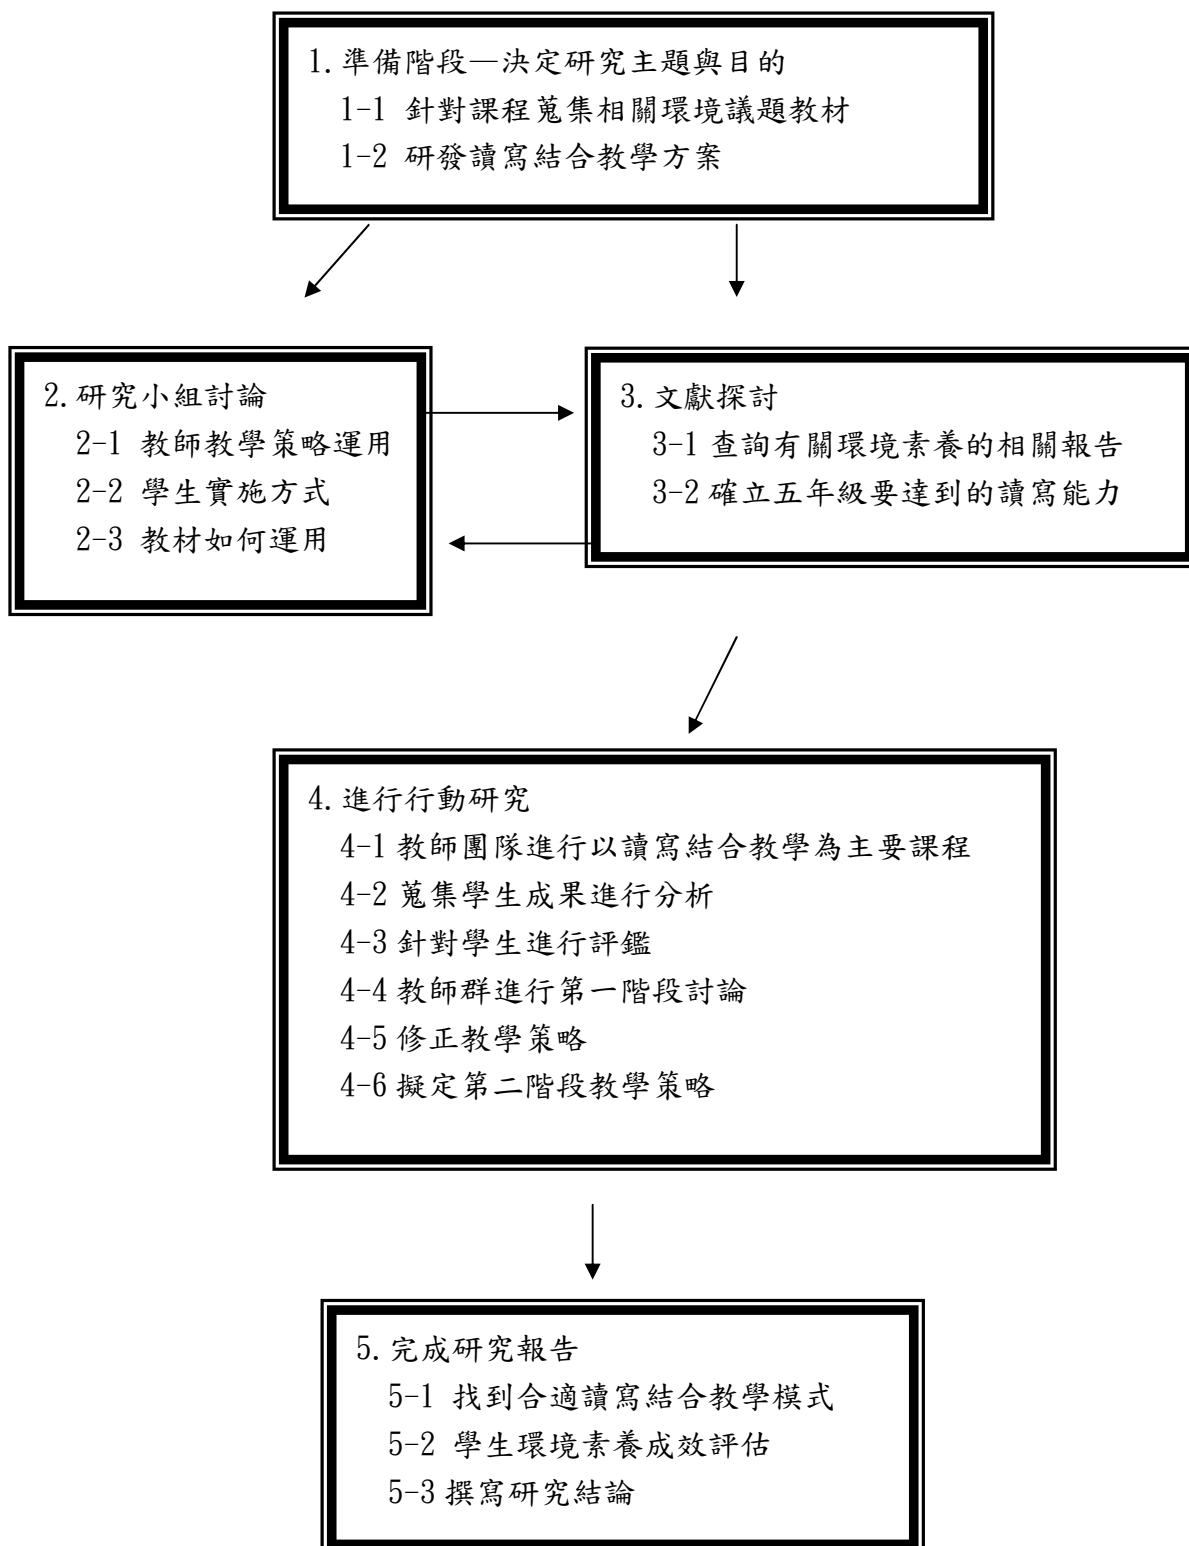 1.準備階段—決定研究主題與目的
1-1 針對課程蒐集相關環境議題教材
1-2 研發讀寫結合教學方案
2.研究小組討論
2-1 教師教學策略運用
2-2 學生實施方式
2-3 教材如何運用
3.文獻探討
3-1 查詢有關環境素養的相關報告
3-2 確立五年級要達到的讀寫能力
4.進行行動研究
4-1 教師團隊進行以讀寫結合教學為主要課程
4-2 蒐集學生成果進行分析
4-3 針對學生進行評鑑
4-4 教師群進行第一階段討論
4-5 修正教學策略
4-6 擬定第二階段教學策略
5.完成研究報告
5-1 找到合適讀寫結合教學模式
5-2 學生環境素養成效評估
5-3 撰寫研究結論